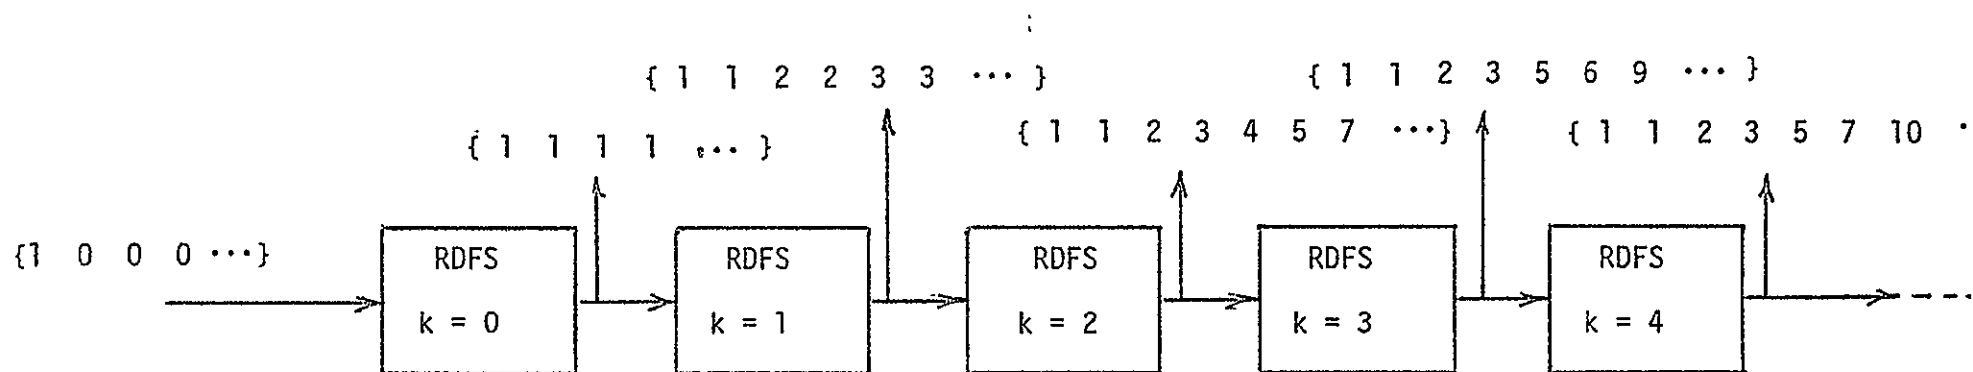 { 1 1 2 2 3 3 ··· }
{ 1 1 2 3 5 6 9 ··· }
{ 1 1 1 1 ··· }
{ 1 1 2 3 4 5 7 ···}
{ 1 1 2 3 5 7 10 ·
{1 0 0 0 ···}
RDFS
k = 0
RDFS
k = 1
RDFS
k = 2
RDFS
k = 3
RDFS
k = 4